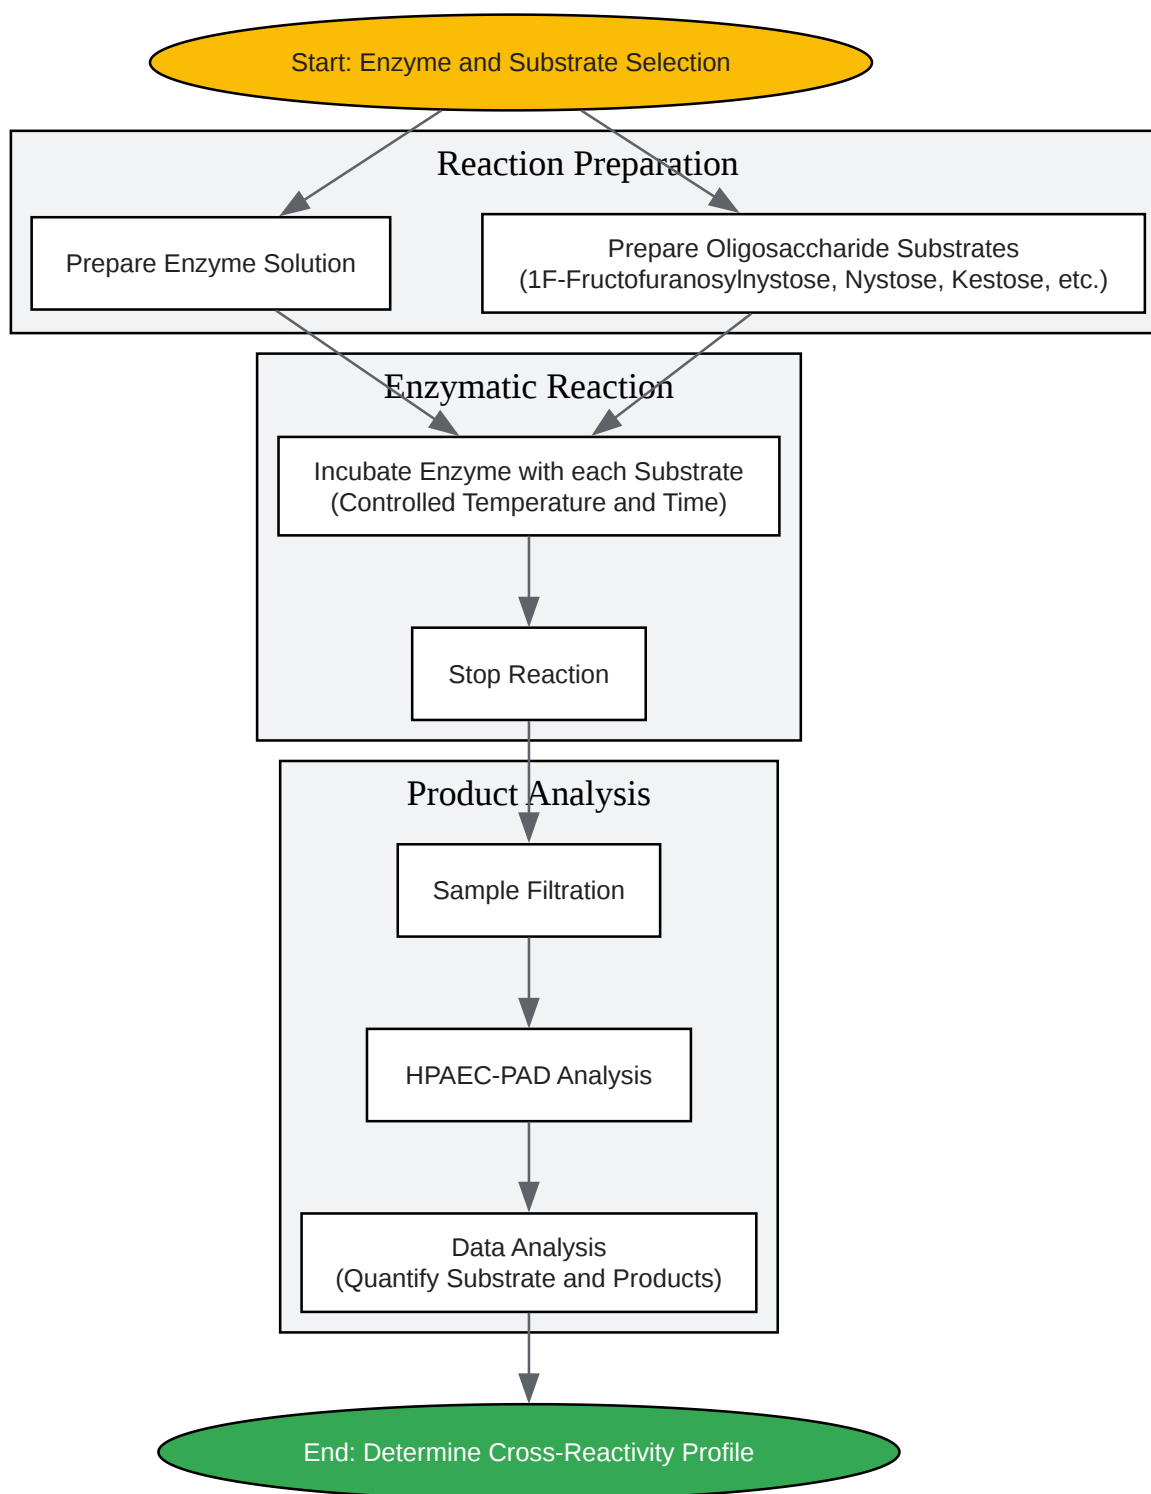 Start: Enzyme and Substrate Selection
Reaction Preparation
Prepare Enzyme Solution
Prepare Oligosaccharide Substrates
(1F-Fructofuranosylnystose, Nystose, Kestose, etc.)
Enzymatic Reaction
Incubate Enzyme with each Substrate
(Controlled Temperature and Time)
Stop Reaction
Product Analysis
Sample Filtration
HPAEC-PAD Analysis
Data Analysis
(Quantify Substrate and Products)
End: Determine Cross-Reactivity Profile